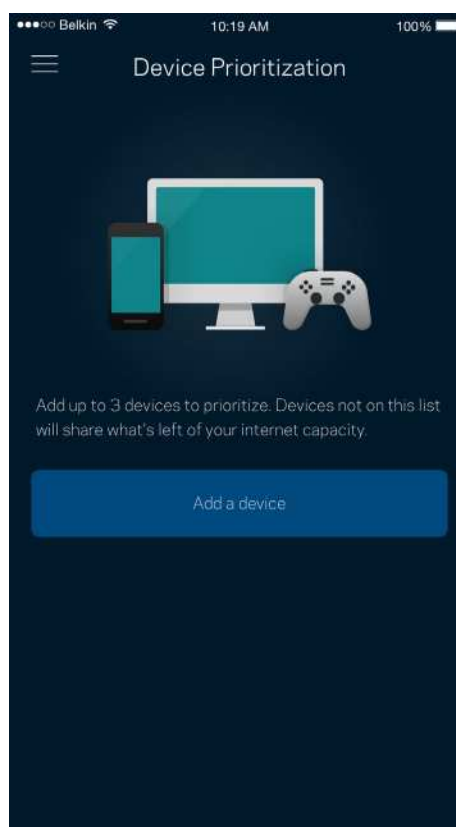 Belkin 10:19 AM 100%
Device Prioritization
Add up to 3 devices to prioritize. Devices not on this list
will share what's left of your internet capacity.
Add a device